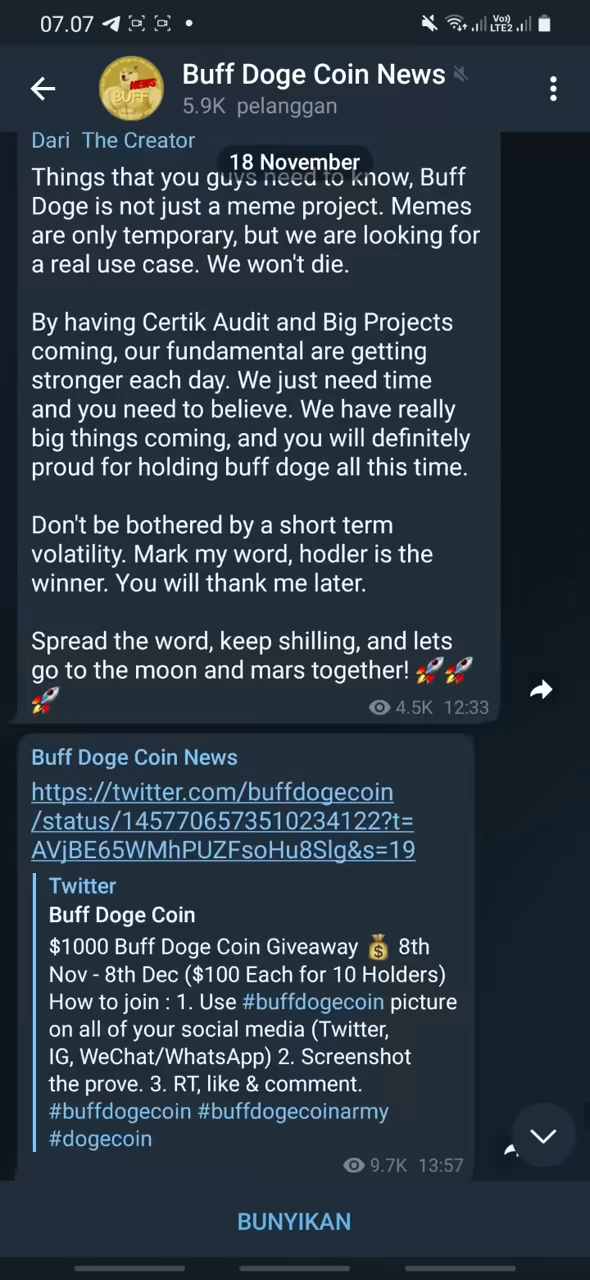 07.07
Vo))
LTE2
Buff Doge Coin News
NEWS
BUFF
5.9K pelanggan
Dari The Creator
18 November
Things that you guys need to know, Buff
Doge is not just a meme project. Memes
are only temporary, but we are looking for
a real use case. We won't die.
By having Certik Audit and Big Projects
coming, our fundamental are getting
stronger each day. We just need time
and you need to believe. We have really
big things coming, and you will definitely
proud for holding buff doge all this time.
Don't be bothered by a short term
volatility. Mark my word, hodler is the
winner. You will thank me later.
Spread the word, keep shilling, and lets
go to the moon and mars together! 🚀🚀
🚀
4.5K 12:33
Buff Doge Coin News
https://twitter.com/buffdogecoin
/status/1457706573510234122?t=
AVjBE65WMhPUZFsoHu8Slg&s=19
Twitter
Buff Doge Coin
$1000 Buff Doge Coin Giveaway 💰 8th
Nov - 8th Dec ($100 Each for 10 Holders)
How to join : 1. Use #buffdogecoin picture
on all of your social media (Twitter,
IG, WeChat/WhatsApp) 2. Screenshot
the prove. 3. RT, like & comment.
#buffdogecoin #buffdogecoinarmy
#dogecoin
9.7K 13:57
BUNYIKAN